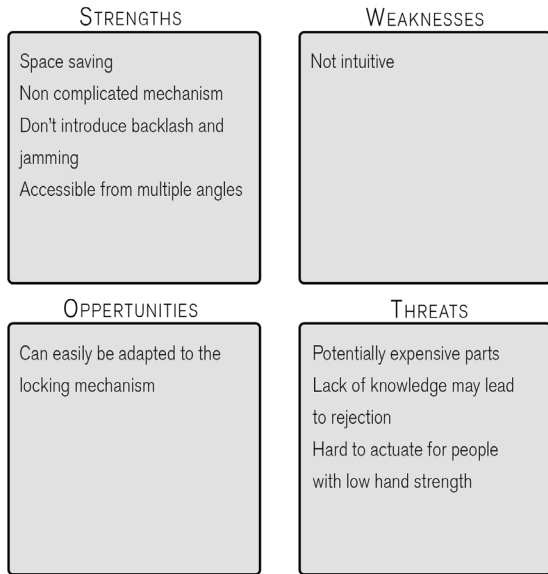 STRENGTHS
Space saving
Non complicated mechanism
Don't introduce backlash and
jamming
Accessible from multiple angles
WEAKNESSES
Not intuitive
OPPERTUNITIES
Can easily be adapted to the
locking mechanism
THREATS
Potentially expensive parts
Lack of knowledge may lead
to rejection
Hard to actuate for people
with low hand strength